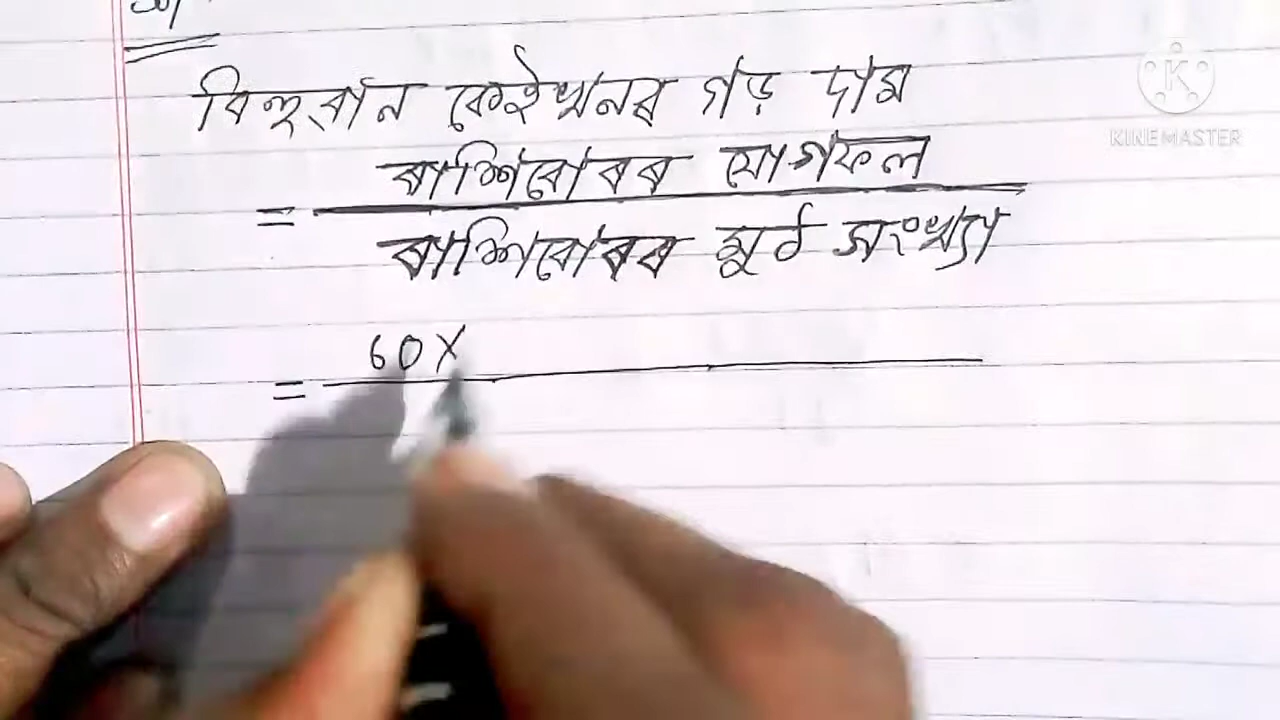 বিহুৱান কেইখনৰ গড় দাম
= ৰাশিবোৰৰ যোগফল
ৰাশিবোৰৰ মুঠ সংখ্যা
= 60 X
KINEMASTER